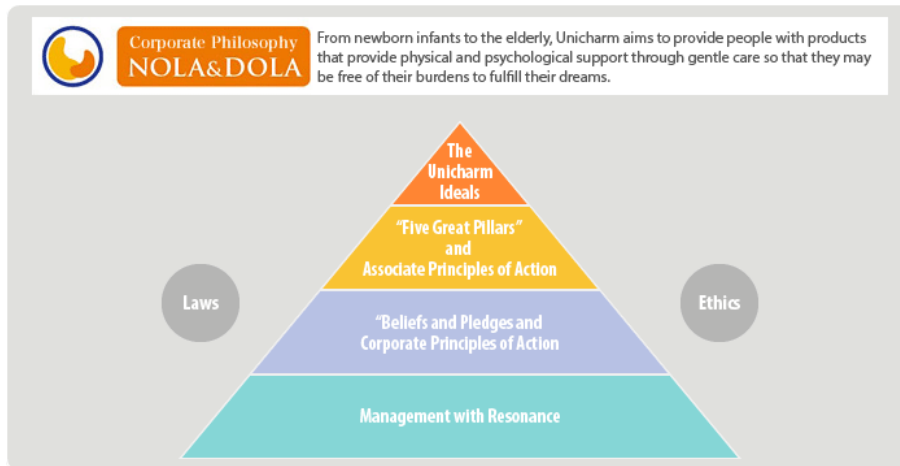 Corporate Philosophy
NOLA&DOLA
From newborn infants to the elderly, Unicharm aims to provide people with products
that provide physical and psychological support through gentle care so that they may
be free of their burdens to fulfill their dreams.
The
Unicharm
Ideals
“Five Great Pillars”
and
Associate Principles of Action
Laws
Ethics
“Beliefs and Pledges and
Corporate Principles of Action
Management with Resonance